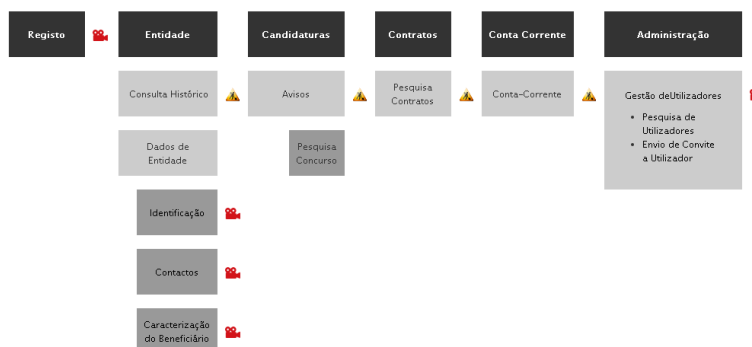 Registo
Entidade
Candidaturas
Contratos
Conta Corrente
Administração
Consulta Histórico
Avisos
Pesquisa
Contratos
Conta-Corrente
Gestão deUtilizadores
• Pesquisa de
Utilizadores
• Envio de Convite
a Utilizador
Dados de
Entidade
Pesquisa
Concurso
Identificação
Contactos
Caracterização
do Beneficiário